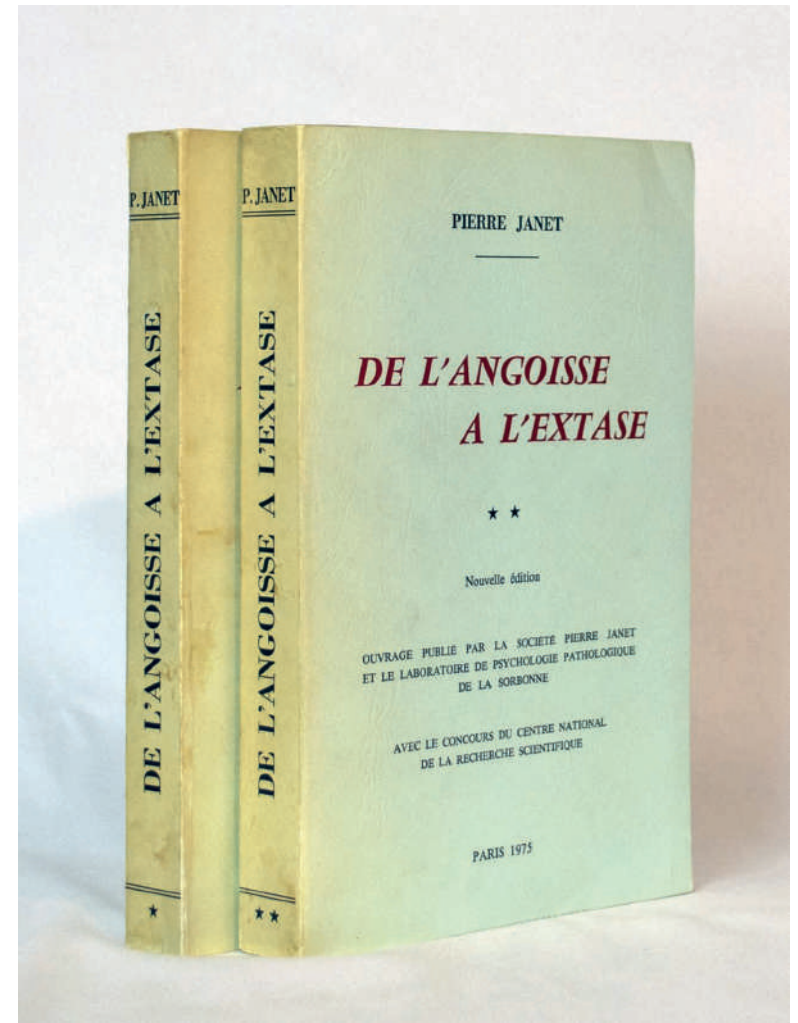 P. JANET
DE L'ANGOISSE A L'EXTASE
★
P. JANET
DE L'ANGOISSE A L'EXTASE
★★
PIERRE JANET
DE L'ANGOISSE
A L'EXTASE
★ ★
Nouvelle édition
OUVRAGE PUBLIÉ PAR LA SOCIÉTÉ PIERRE JANET
ET LE LABORATOIRE DE PSYCHOLOGIE PATHOLOGIQUE
DE LA SORBONNE
AVEC LE CONCOURS DU CENTRE NATIONAL
DE LA RECHERCHE SCIENTIFIQUE
PARIS 1975